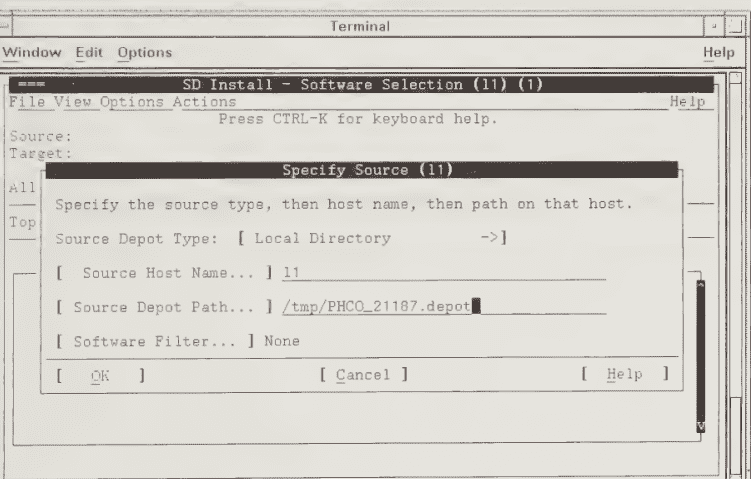 Terminal
Window Edit Options Help
=== SD Install - Software Selection (l1) (1)
File View Options Actions Help
Press CTRL-K for keyboard help.
Source:
Target:
Specify Source (l1)
All
Specify the source type, then host name, then path on that host.
Top
Source Depot Type: [ Local Directory ->]
[ Source Host Name... ] l1
[ Source Depot Path... ] /tmp/PHCO_21187.depot
[ Software Filter... ] None
[ OK ] [ Cancel ] [ Help ]